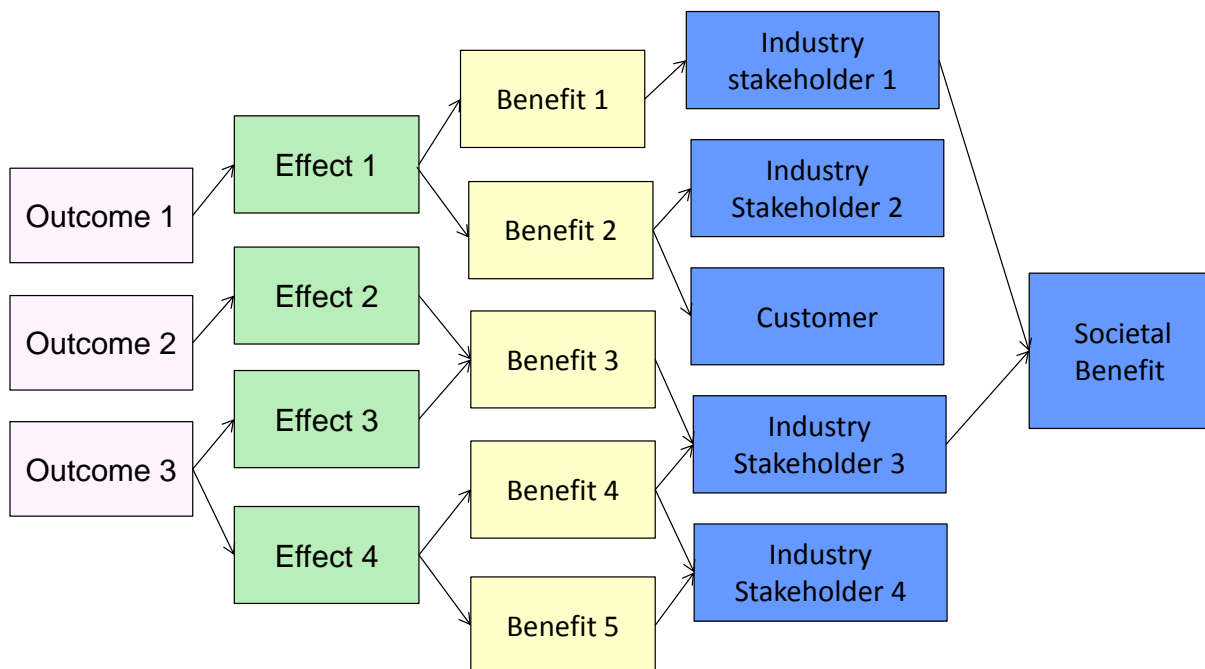 Outcome 1
Outcome 2
Outcome 3
Effect 1
Effect 2
Effect 3
Effect 4
Benefit 1
Benefit 2
Benefit 3
Benefit 4
Benefit 5
Industry
stakeholder 1
Industry
Stakeholder 2
Customer
Industry
Stakeholder 3
Industry
Stakeholder 4
Societal
Benefit